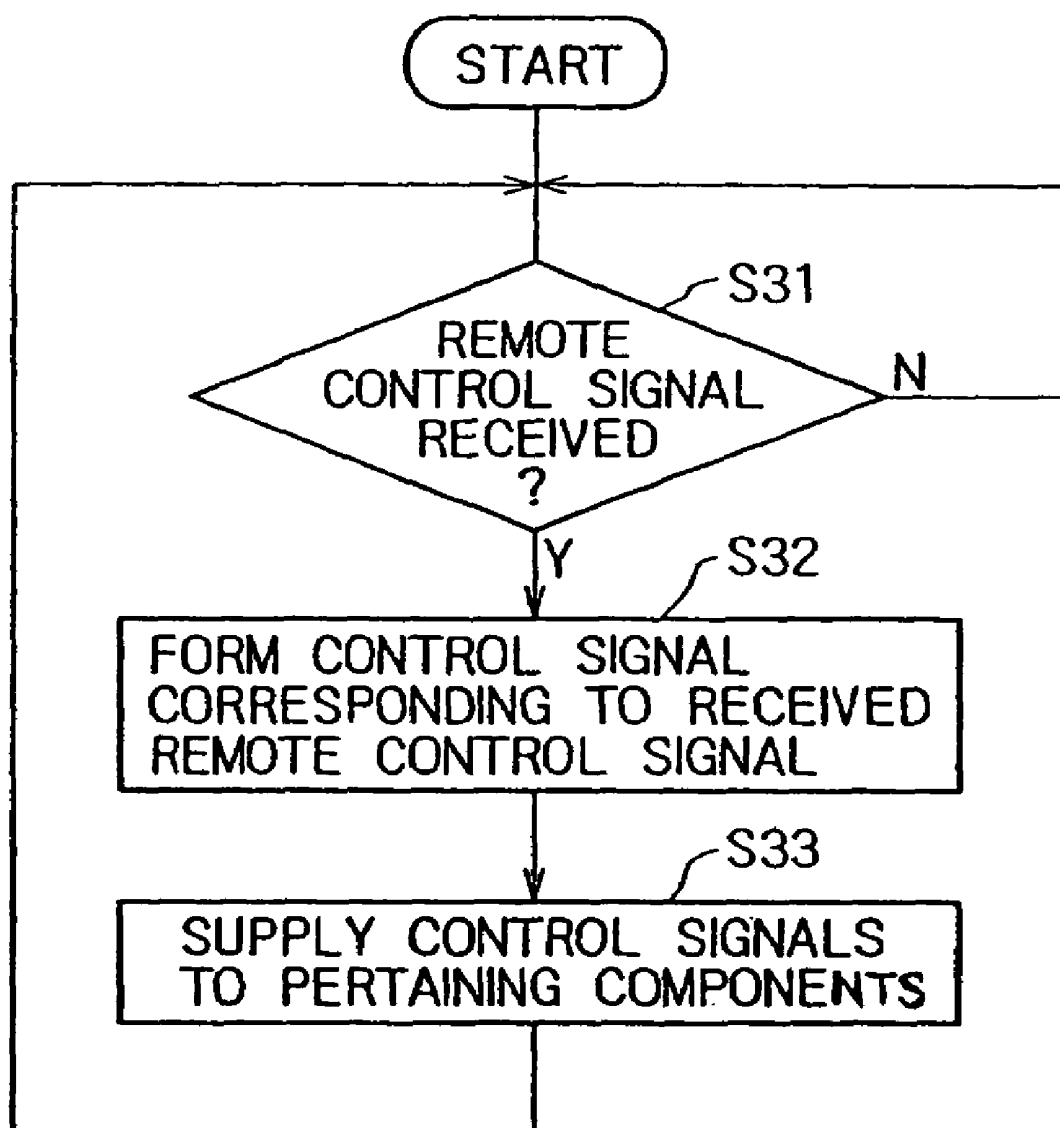 START
S31
REMOTE
CONTROL SIGNAL
RECEIVED
?
N
Y
S32
FORM CONTROL SIGNAL
CORRESPONDING TO RECEIVED
REMOTE CONTROL SIGNAL
S33
SUPPLY CONTROL SIGNALS
TO PERTAINING COMPONENTS